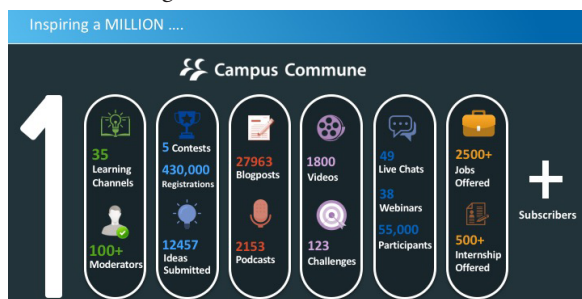 Inspiring a MILLION ....
Campus Commune
1
35
Learning
Channels
100+
Moderators
5 Contests
430,000
Registrations
12457
Ideas
Submitted
27963
Blogposts
2153
Podcasts
1800
Videos
123
Challenges
49
Live Chats
38
Webinars
55,000
Participants
2500+
Jobs
Offered
500+
Internship
Offered
+
Subscribers